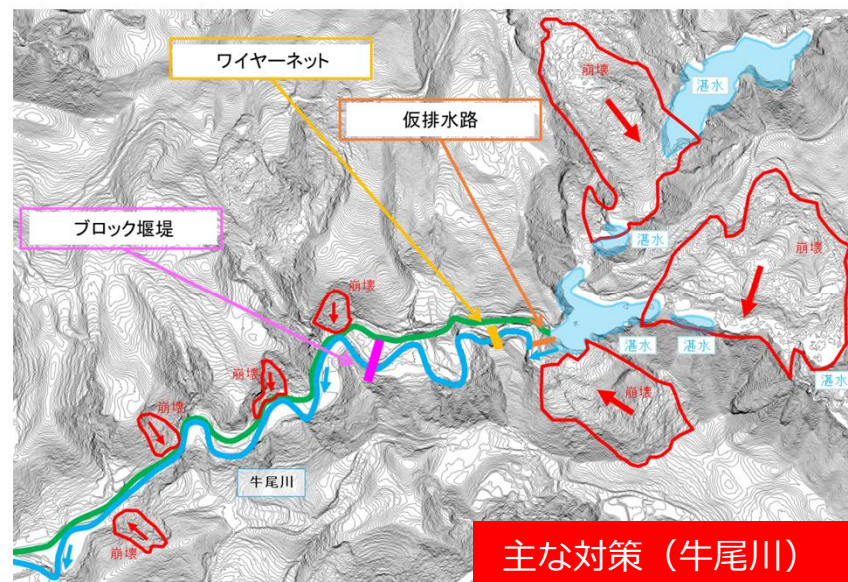 ワイヤーネット
崩壊
湛水
仮排水路
ブロック堰堤
湛水
崩壊
崩壊
湛水
湛水
湛水
崩壊
崩壊
崩壊
牛尾川
崩壊
主な対策（牛尾川）